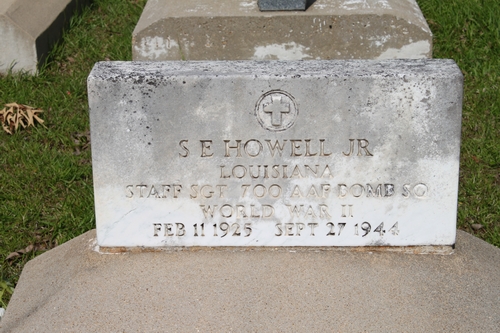 S E HOWELL JR
LOUISIANA
STAFF SGT 700 AAF BOMB SQ
WORLD WAR II
FEB 11 1925 SEPT 27 1944